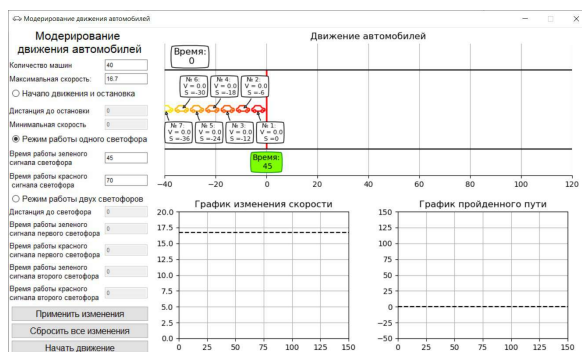 Модерирование движения автомобилей
Модерирование
движения автомобилей
Количество машин
40
Максимальная скорость:
16.7
Начало движения и остановка
Дистанция до остановки
0
Минимальная скорость
0
Режим работы одного светофора
Время работы зеленого
сигнала светофора
45
Время работы красного
сигнала светофора
70
Режим работы двух светофоров
Дистанция до светофора
0
Время работы зеленого
сигнала первого светофора
0
Время работы красного
сигнала первого светофора
0
Время работы зеленого
сигнала второго светофора
0
Время работы красного
сигнала второго светофора
0
Применить изменения
Сбросить все изменения
Начать движение
Движение автомобилей
Время:
0
№ 6:
V = 0.0
S =-30
№ 4:
V = 0.0
S =-18
№ 2:
V = 0.0
S =-6
№ 7:
V = 0.0
S =-36
№ 5:
V = 0.0
S =-24
№ 3:
V = 0.0
S =-12
№ 1:
V = 0.0
S =0
Время:
45
−40 −20 0 20 40 60 80 100 120
График изменения скорости
20.0
17.5
15.0
12.5
10.0
7.5
5.0
2.5
0.0
0 25 50 75 100 125 150
График пройденного пути
150
125
100
75
50
25
0
−25
−50
0 25 50 75 100 125 150